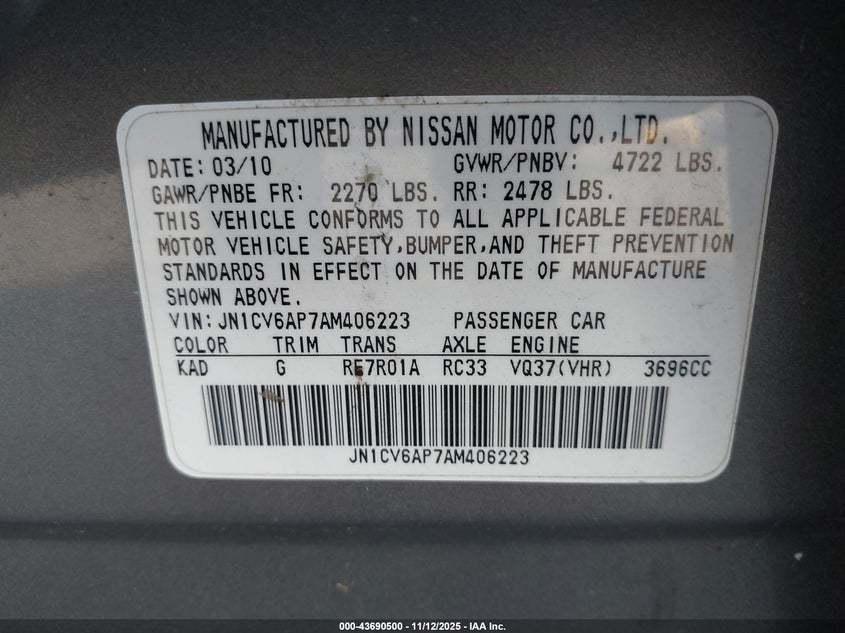 MANUFACTURED BY NISSAN MOTOR CO.,LTD.
DATE: 03/10 GVWR/PNBV: 4722 LBS.
GAWR/PNBE FR: 2270 LBS. RR: 2478 LBS.
THIS VEHICLE CONFORMS TO ALL APPLICABLE FEDERAL
MOTOR VEHICLE SAFETY,BUMPER,AND THEFT PREVENTION
STANDARDS IN EFFECT ON THE DATE OF MANUFACTURE
SHOWN ABOVE.
VIN:JN1CV6AP7AM406223 PASSENGER CAR
COLOR TRIM TRANS AXLE ENGINE
KAD G RE7R01A RC33 VQ37(VHR) 3696CC
JN1CV6AP7AM406223
000-43690500 - 11/12/2025 - IAA Inc.